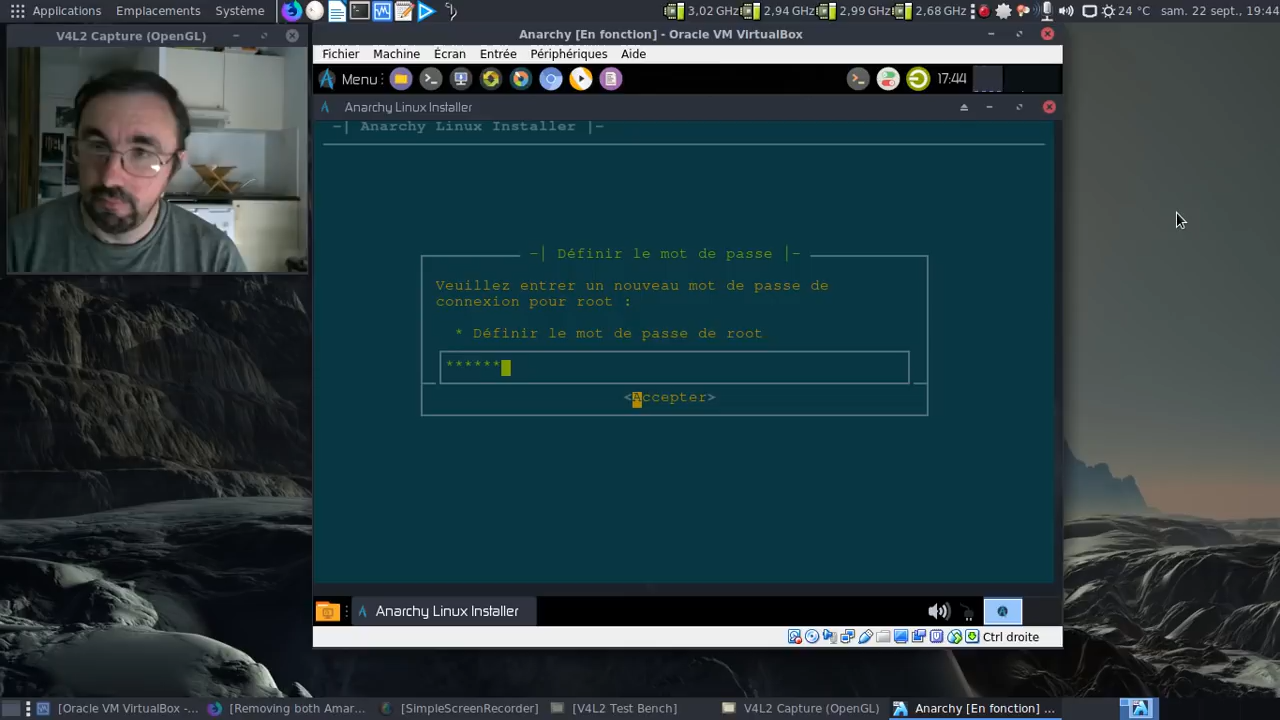 Applications Emplacements Système 3,02 GHz 2,94 GHz 2,99 GHz 2,68 GHz 24 °C sam. 22 sept., 19:44
V4L2 Capture (OpenGL)
Anarchy [En fonction] - Oracle VM VirtualBox
Fichier Machine Écran Entrée Périphériques Aide
Menu 17:44
Anarchy Linux Installer
-| Anarchy Linux Installer |-
-| Définir le mot de passe |-
Veuillez entrer un nouveau mot de passe de
connexion pour root :
* Définir le mot de passe de root
******
<Accepter>
Anarchy Linux Installer
Ctrl droite
[Oracle VM VirtualBox -... [Removing both Amar... [SimpleScreenRecorder] [V4L2 Test Bench] V4L2 Capture (OpenGL) Anarchy [En fonction] ...